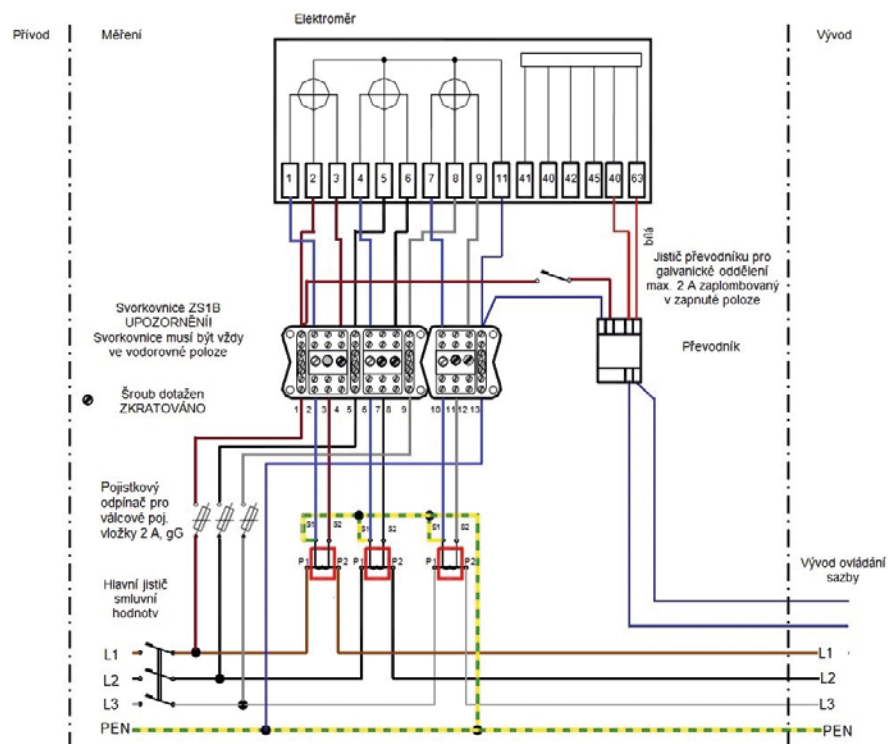 Elektroměr
Přívod
Měření
Vývod
1 2 3 4 5 6 7 8 9 11 41 40 42 45 40 63
bílá
Jistič převodníku pro
galvanické oddělení
max. 2 A zaplombovaný
v zapnuté poloze
Svorkovnice ZS1B
UPOZORNĚNÍ!
Svorkovnice musí být vždy
ve vodorovné poloze
Převodník
Šroub dotažen
ZKRATOVÁNO
1 2 3 4 5 6 7 8 9 10 11 12 13
Pojistkový
odpínač pro
válcové poj.
vložky 2 A, gG
S1 S2 S1 S2 S1 S2
P1 P2 P1 P2 P1 P2
Vývod ovládání
sazby
Hlavní jistič
smluvní
hodnotv
L1 L1
L2 L2
L3 L3
PEN PEN